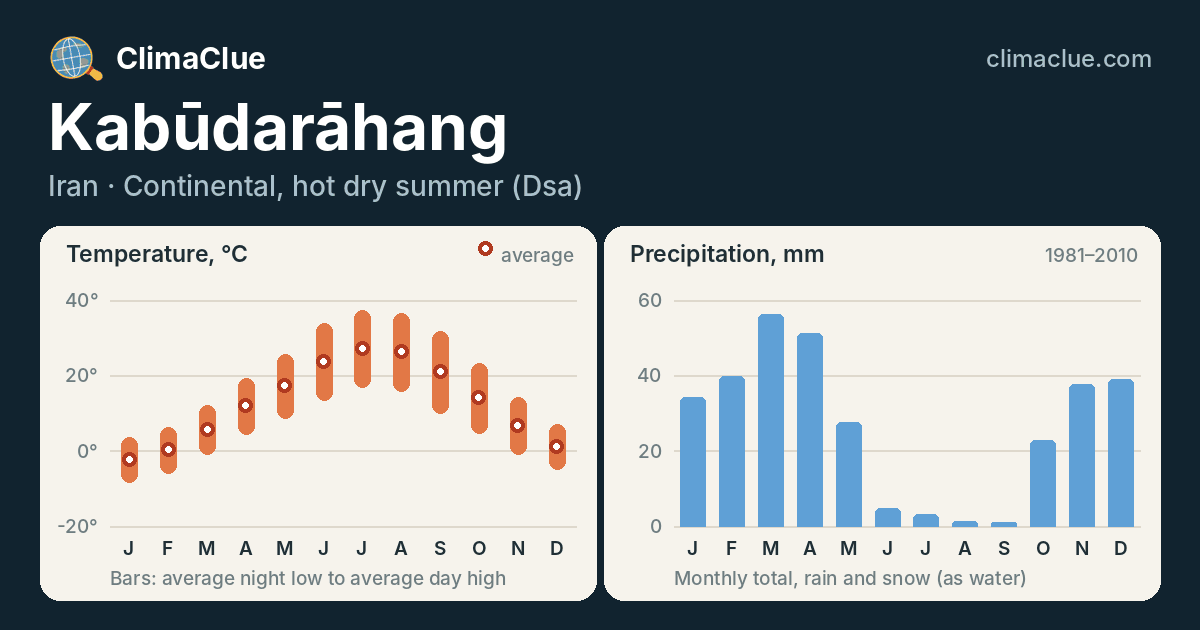 ClimaClue
climaclue.com
Kabūdarāhang
Iran · Continental, hot dry summer (Dsa)
Temperature, °C
average
40°
20°
0°
-20°
J F M A M J J A S O N D
Bars: average night low to average day high
Precipitation, mm
1981–2010
60
40
20
0
J F M A M J J A S O N D
Monthly total, rain and snow (as water)